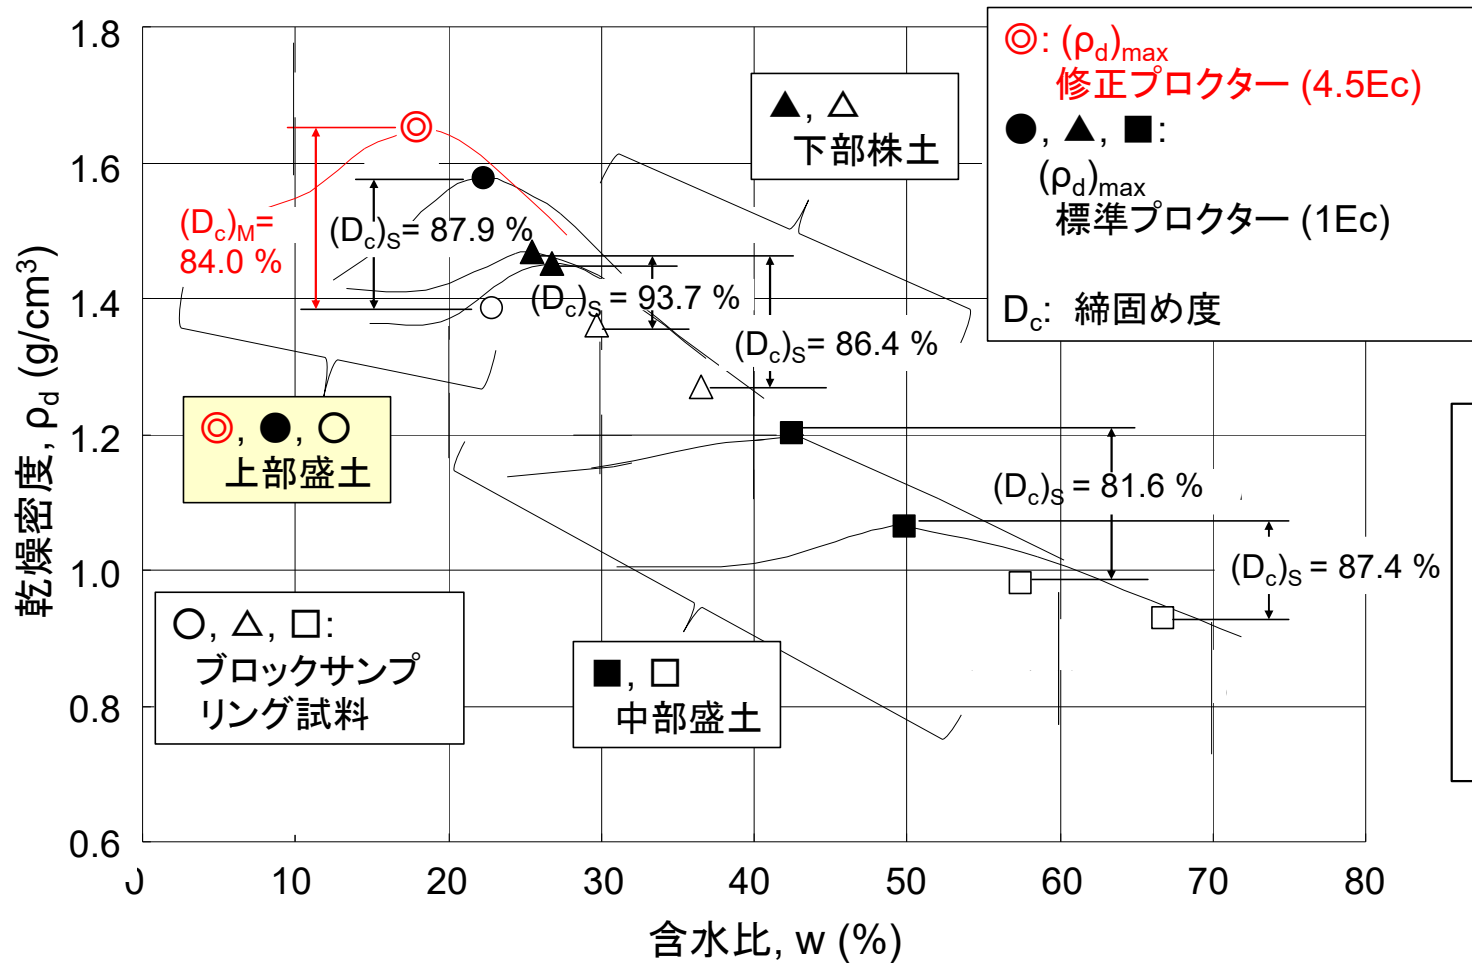 1.8
1.6
1.4
1.2
1.0
0.8
0.6
乾燥密度, ρd (g/cm³)
0
10
20
30
40
50
60
70
80
含水比, w (%)
◎: (ρd)max
修正プロクター (4.5Ec)
●, ▲, ■:
(ρd)max
標準プロクター (1Ec)
Dc: 締固め度
▲, △
下部株土
(Dc)M=
84.0 %
(Dc)S= 87.9 %
(Dc)S = 93.7 %
(Dc)S= 86.4 %
◎, ●, ○
上部盛土
(Dc)S = 81.6 %
(Dc)S = 87.4 %
○, △, □:
ブロックサンプ
リング試料
■, □
中部盛土